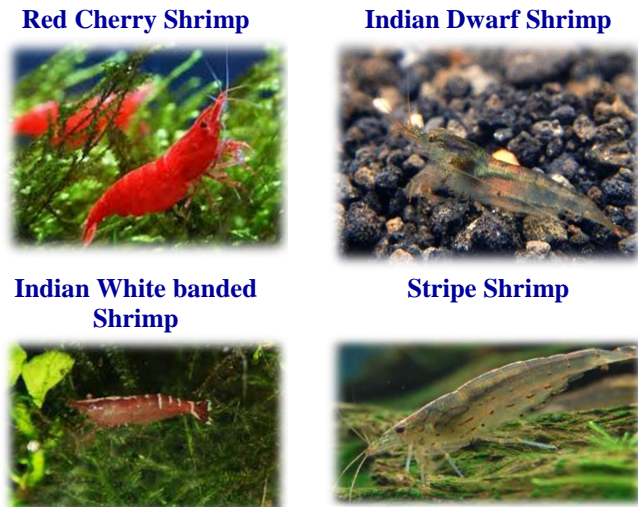 Red Cherry Shrimp
Indian Dwarf Shrimp
Indian White banded
Shrimp
Stripe Shrimp